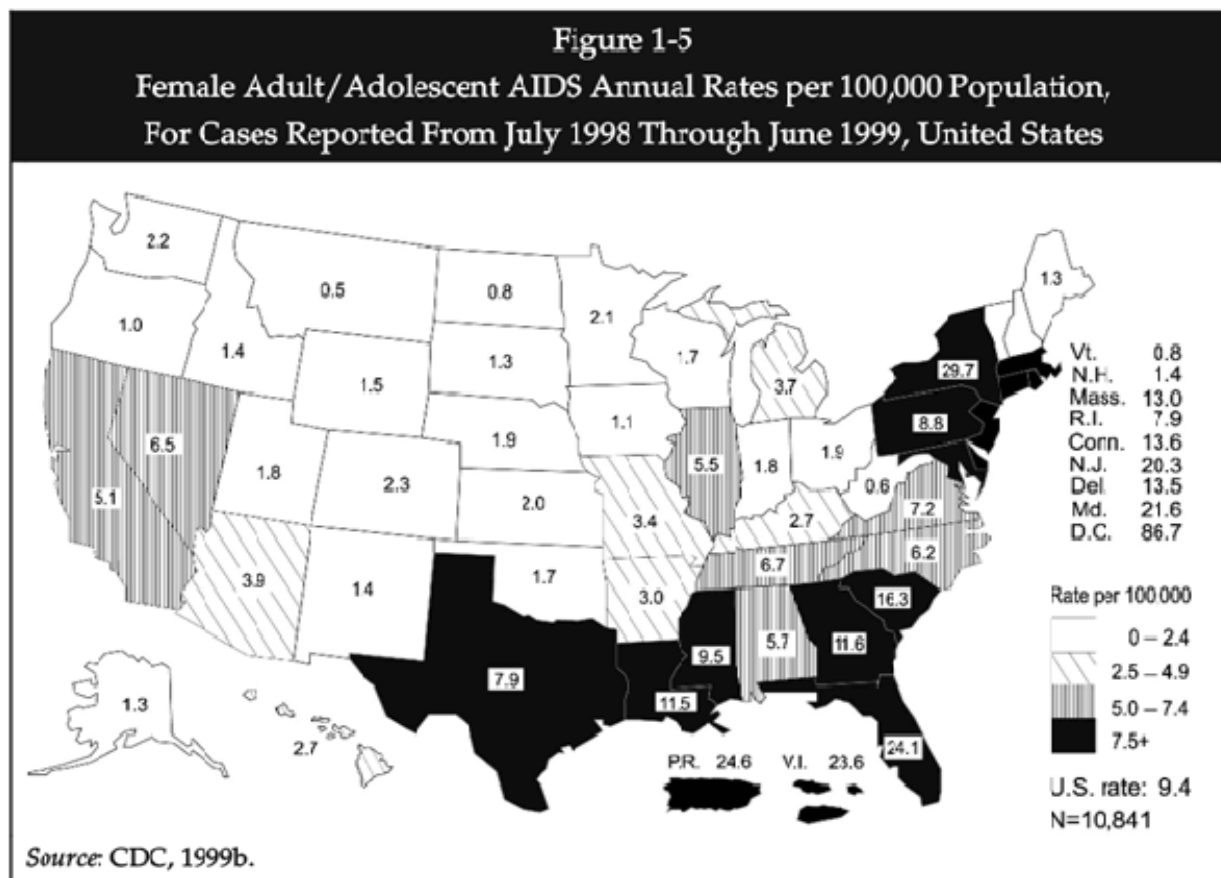 Figure 1-5
Female Adult/Adolescent AIDS Annual Rates per 100,000 Population,
For Cases Reported From July 1998 Through June 1999, United States
2.2
0.5
0.8
2.1
1.3
1.0
1.4
1.5
1.3
1.7
3.7
29.7
8.8
6.5
5.1
1.8
2.3
1.9
2.0
1.1
5.5
1.8
1.9
0.6
7.2
3.4
2.7
6.2
6.7
3.9
1.4
1.7
3.0
16.3
7.9
9.5
5.7
11.6
11.5
24.1
1.3
2.7
P.R. 24.6
V.I. 23.6
Vt. 0.8
N.H. 1.4
Mass. 13.0
R.I. 7.9
Conn. 13.6
N.J. 20.3
Del. 13.5
Md. 21.6
D.C. 86.7
Rate per 100,000
0 – 2.4
2.5 – 4.9
5.0 – 7.4
7.5+
U.S. rate: 9.4
N=10,841
Source: CDC, 1999b.